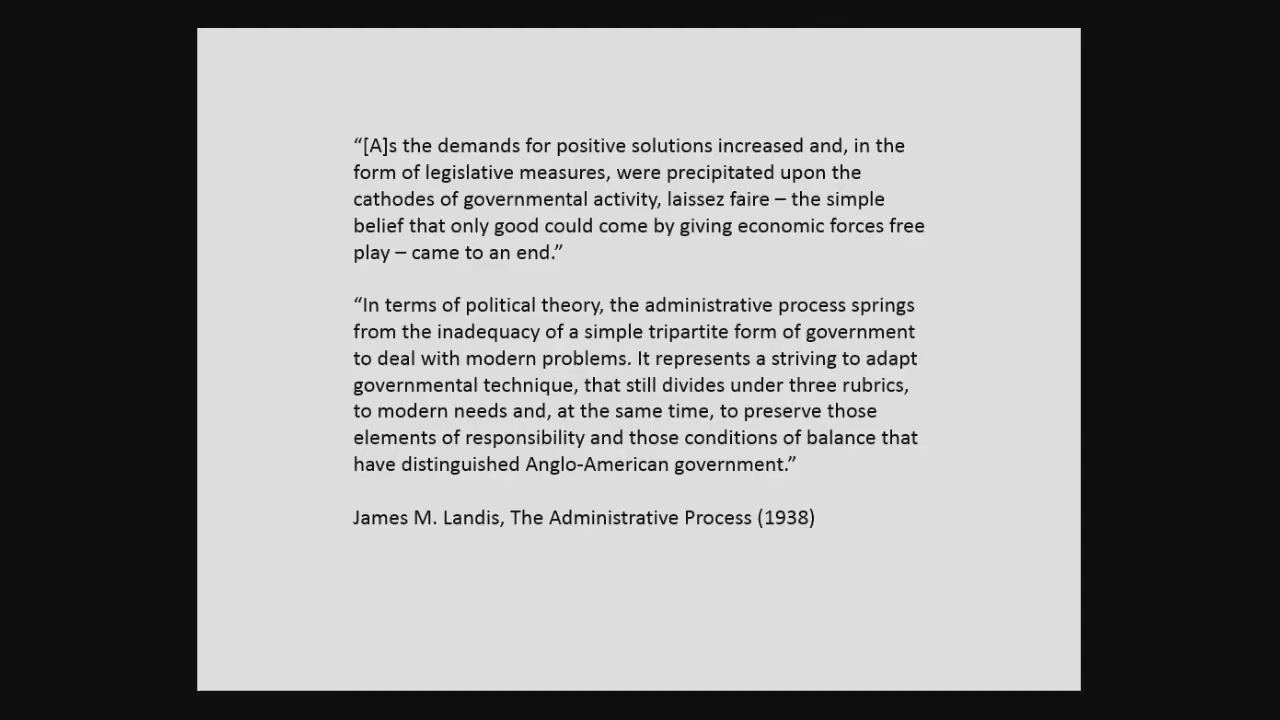 “[A]s the demands for positive solutions increased and, in the
form of legislative measures, were precipitated upon the
cathodes of governmental activity, laissez faire – the simple
belief that only good could come by giving economic forces free
play – came to an end.”
“In terms of political theory, the administrative process springs
from the inadequacy of a simple tripartite form of government
to deal with modern problems. It represents a striving to adapt
governmental technique, that still divides under three rubrics,
to modern needs and, at the same time, to preserve those
elements of responsibility and those conditions of balance that
have distinguished Anglo-American government.”
James M. Landis, The Administrative Process (1938)